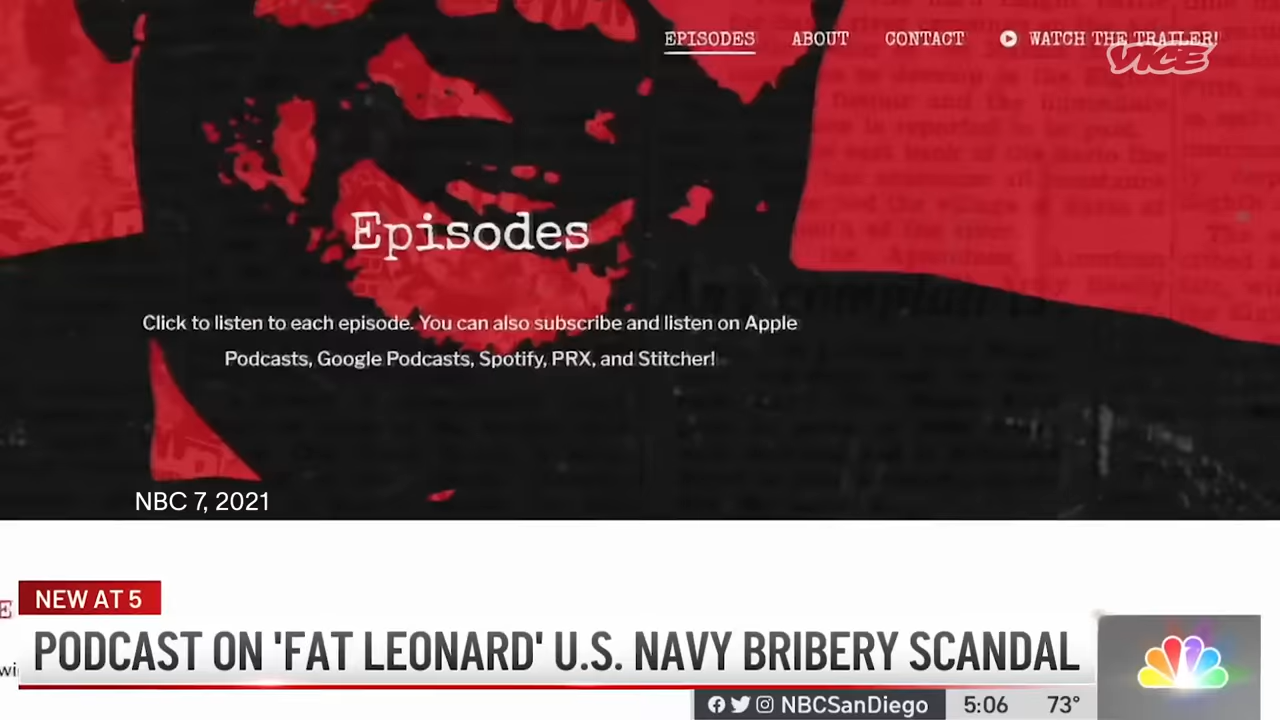 EPISODES ABOUT CONTACT WATCH THE TRAILER!
VICE
Episodes
Click to listen to each episode. You can also subscribe and listen on Apple
Podcasts, Google Podcasts, Spotify, PRX, and Stitcher!
NBC 7, 2021
NEW AT 5
PODCAST ON 'FAT LEONARD' U.S. NAVY BRIBERY SCANDAL
NBCSanDiego 5:06 73°